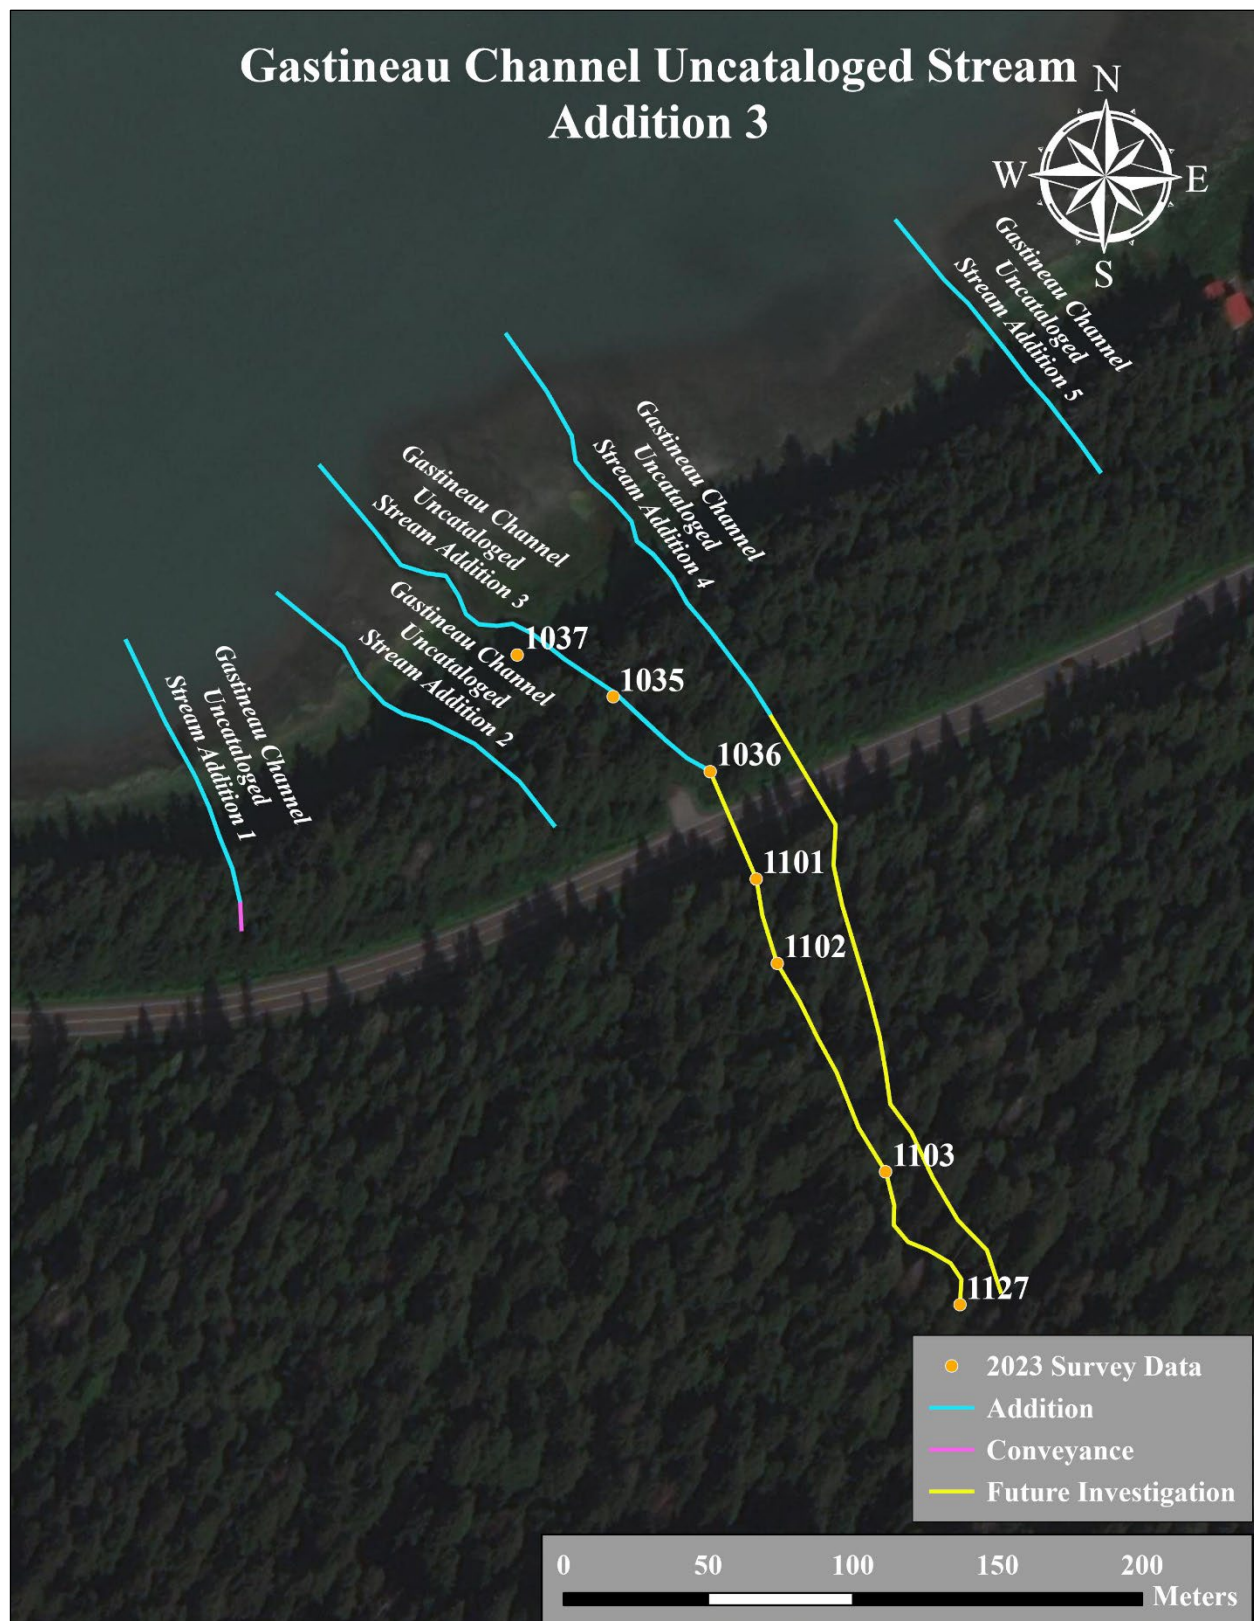 Gastineau Channel Uncataloged Stream
Addition 3
N
W
E
S
Gastineau Channel
Uncataloged
Stream Addition 5
Gastineau Channel
Uncataloged
Stream Addition 4
Gastineau Channel
Uncataloged
Stream Addition 3
Gastineau Channel
Uncataloged
Stream Addition 2
Gastineau Channel
Uncataloged
Stream Addition 1
1037
1035
1036
1101
1102
1103
1127
2023 Survey Data
Addition
Conveyance
Future Investigation
0 50 100 150 200
Meters